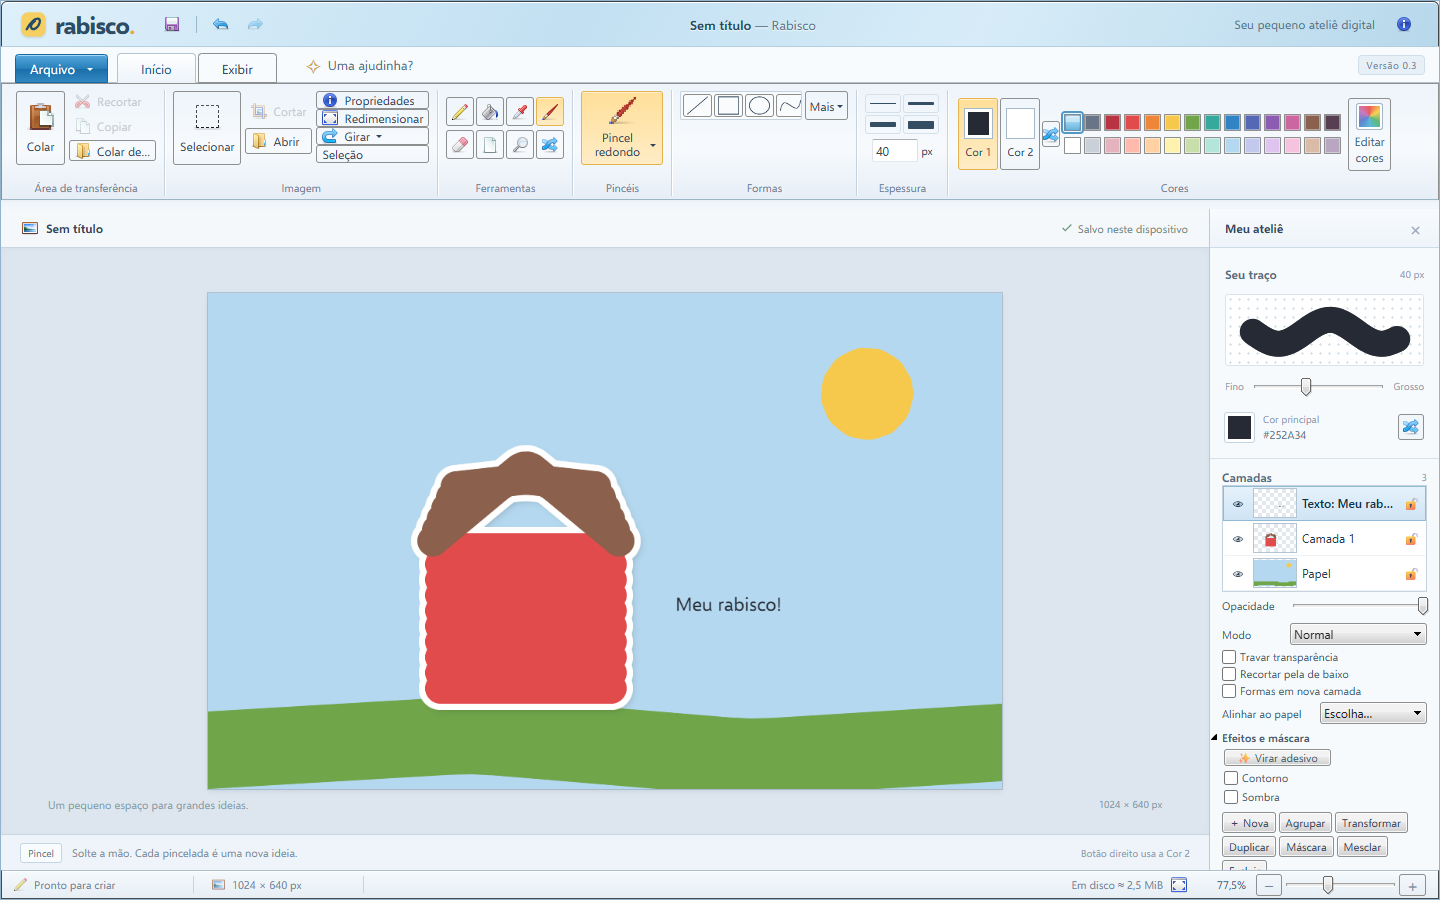 rabisco.
Sem título — Rabisco
Seu pequeno ateliê digital
Arquivo
Início
Exibir
Uma ajudinha?
Versão 0.3
Colar
Recortar
Copiar
Colar de...
Área de transferência
Selecionar
Cortar
Abrir
Propriedades
Redimensionar
Girar
Seleção
Imagem
Ferramentas
Pincel
redondo
Pincéis
Mais
Formas
40 px
Espessura
Cor 1
Cor 2
Editar
cores
Cores
Sem título
Salvo neste dispositivo
Meu rabisco!
Um pequeno espaço para grandes ideias.
1024 × 640 px
Pincel
Solte a mão. Cada pincelada é uma nova ideia.
Botão direito usa a Cor 2
Meu ateliê
Seu traço
40 px
Fino
Grosso
Cor principal
#252A34
Camadas
3
Texto: Meu rab...
Camada 1
Papel
Opacidade
Modo
Normal
Travar transparência
Recortar pela de baixo
Formas em nova camada
Alinhar ao papel
Escolha...
Efeitos e máscara
Virar adesivo
Contorno
Sombra
+ Nova
Agrupar
Transformar
Duplicar
Máscara
Mesclar
Pronto para criar
1024 × 640 px
Em disco ≈ 2,5 MiB
77,5%